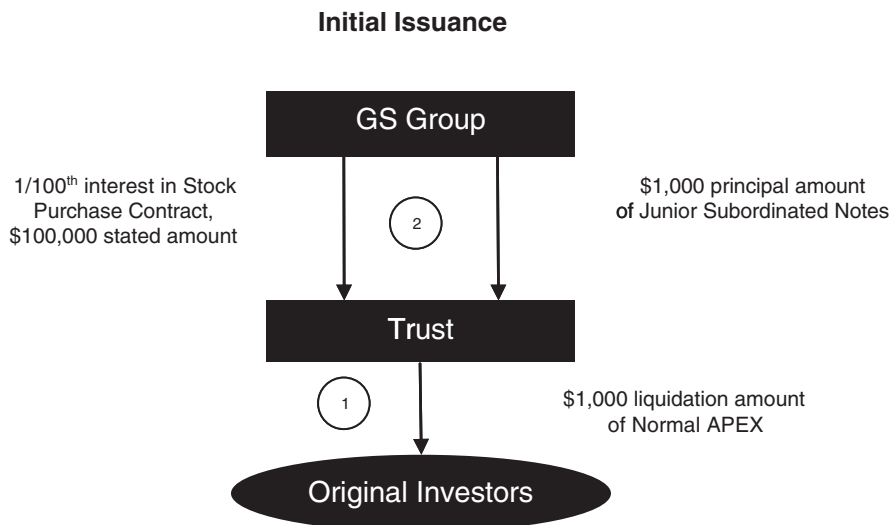 Initial Issuance
GS Group
1/100th interest in Stock
Purchase Contract,
$100,000 stated amount
2
$1,000 principal amount
of Junior Subordinated Notes
Trust
1
$1,000 liquidation amount
of Normal APEX
Original Investors